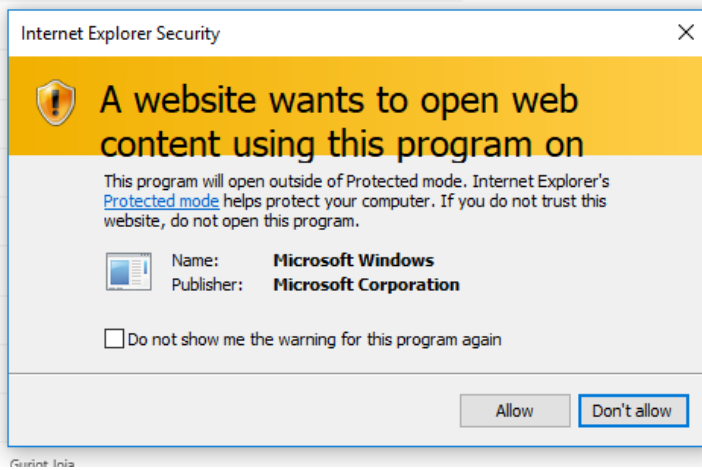 Internet Explorer Security
A website wants to open web
content using this program on
This program will open outside of Protected mode. Internet Explorer's
Protected mode helps protect your computer. If you do not trust this
website, do not open this program.
Name: Microsoft Windows
Publisher: Microsoft Corporation
Do not show me the warning for this program again
Allow Don't allow